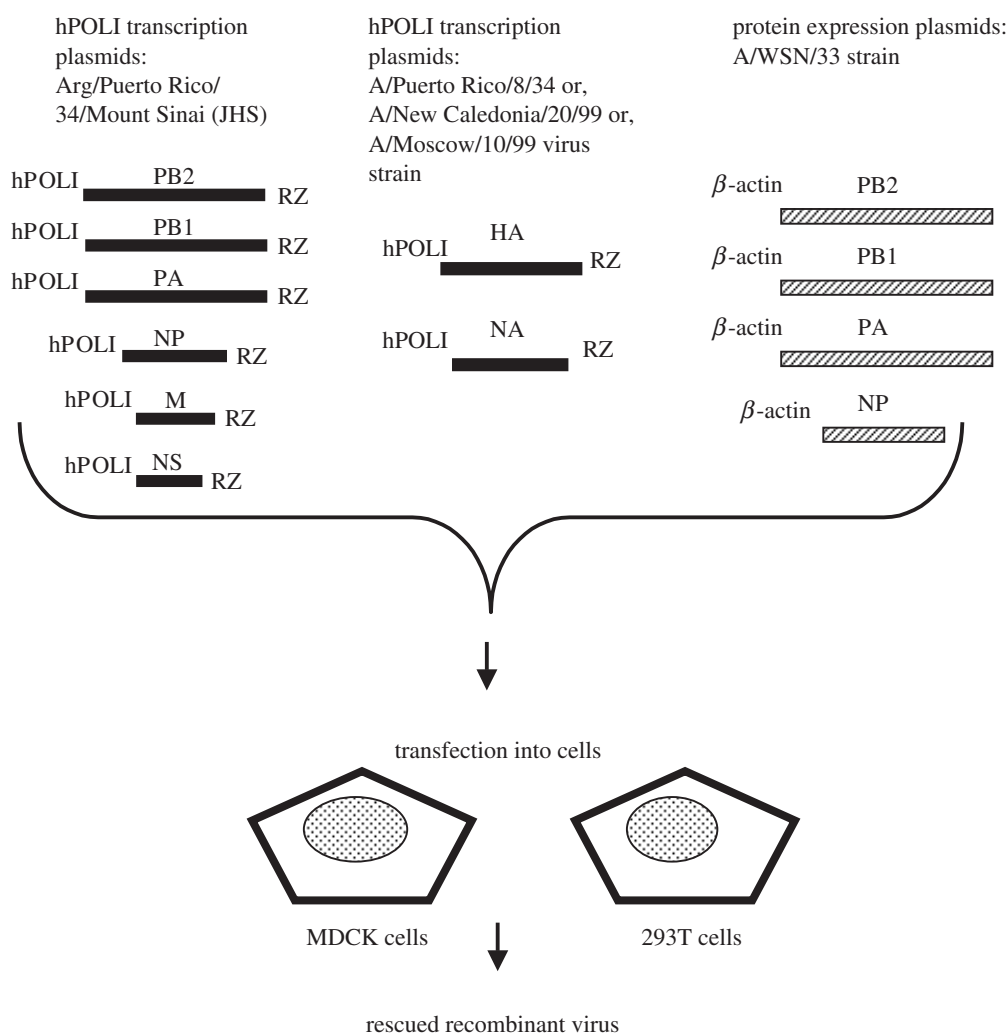 hPOLI transcription
plasmids:
Arg/Puerto Rico/
34/Mount Sinai (JHS)
hPOLI PB2 RZ
hPOLI PB1 RZ
hPOLI PA RZ
hPOLI NP RZ
hPOLI M RZ
hPOLI NS RZ
hPOLI transcription
plasmids:
A/Puerto Rico/8/34 or,
A/New Caledonia/20/99 or,
A/Moscow/10/99 virus
strain
hPOLI HA RZ
hPOLI NA RZ
protein expression plasmids:
A/WSN/33 strain
β-actin PB2
β-actin PB1
β-actin PA
β-actin NP
transfection into cells
MDCK cells 293T cells
rescued recombinant virus